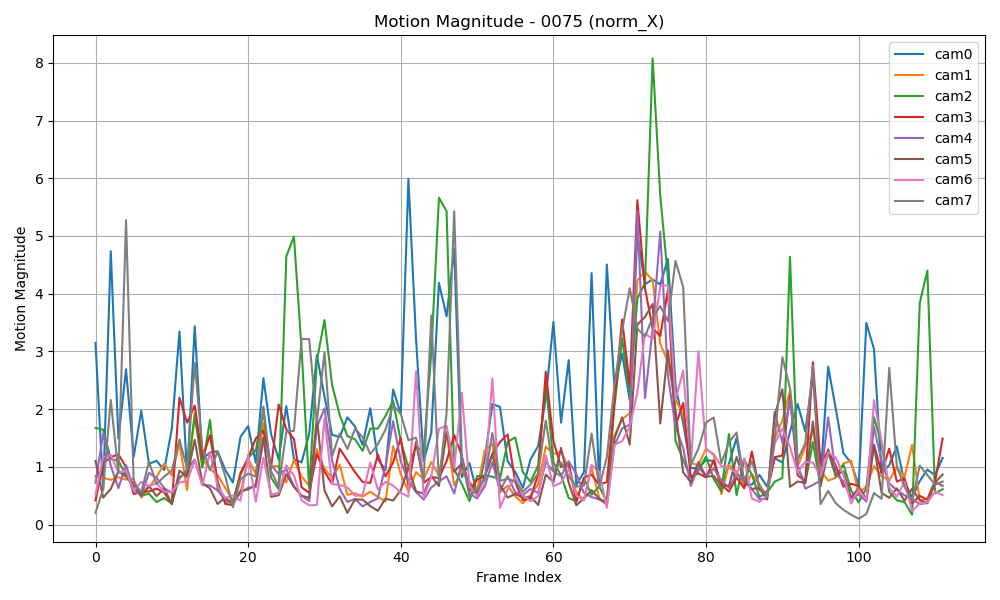 Motion Magnitude - 0075 (norm_X)
Motion Magnitude
8
7
6
5
4
3
2
1
0
cam0
cam1
cam2
cam3
cam4
cam5
cam6
cam7
0
20
40
60
80
100
Frame Index